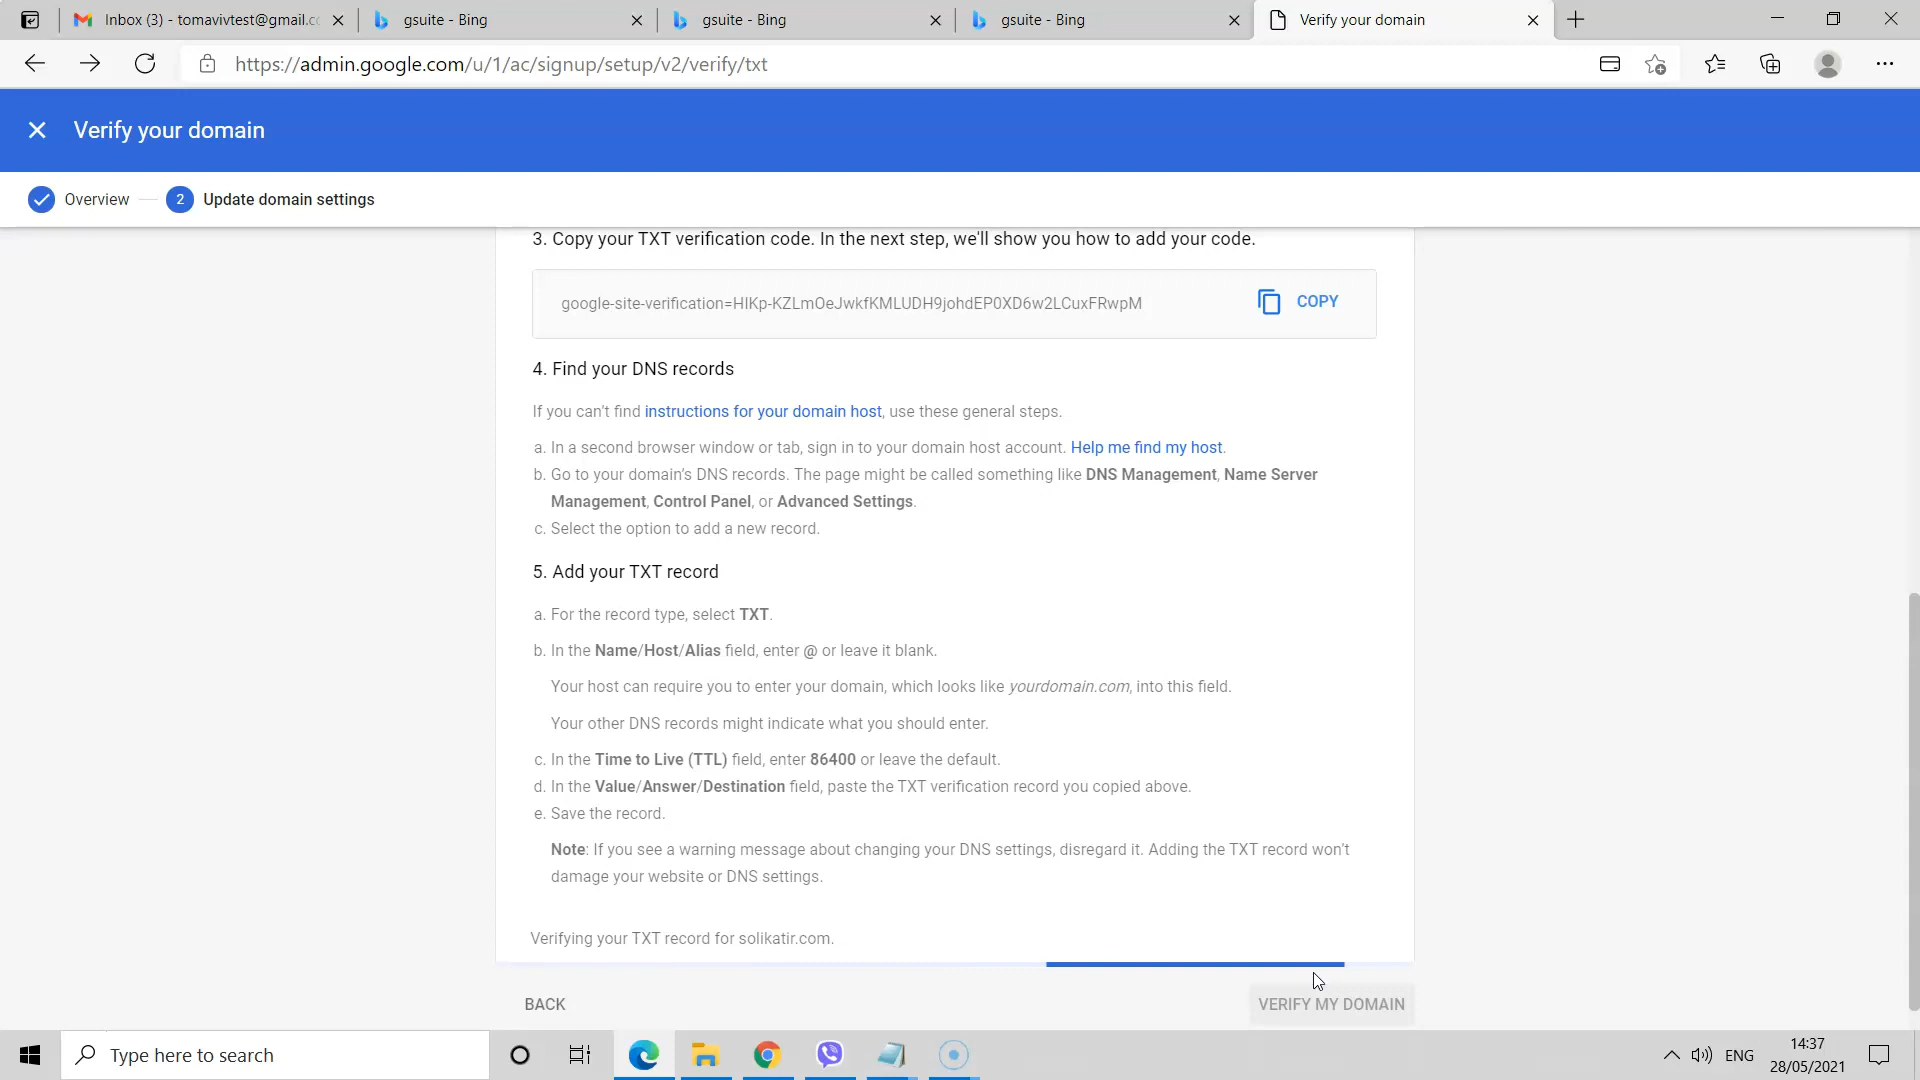 Inbox (3) - tomavivtest@gmail.co
gsuite - Bing
gsuite - Bing
gsuite - Bing
Verify your domain
https://admin.google.com/u/1/ac/signup/setup/v2/verify/txt
Verify your domain
Overview
2 Update domain settings
3. Copy your TXT verification code. In the next step, we'll show you how to add your code.
google-site-verification=HIKp-KZLmOeJwkfKMLUDH9johdEP0XD6w2LCuxFRwpM
COPY
4. Find your DNS records
If you can't find instructions for your domain host, use these general steps.
a. In a second browser window or tab, sign in to your domain host account. Help me find my host.
b. Go to your domain's DNS records. The page might be called something like DNS Management, Name Server
Management, Control Panel, or Advanced Settings.
c. Select the option to add a new record.
5. Add your TXT record
a. For the record type, select TXT.
b. In the Name/Host/Alias field, enter @ or leave it blank.
Your host can require you to enter your domain, which looks like yourdomain.com, into this field.
Your other DNS records might indicate what you should enter.
c. In the Time to Live (TTL) field, enter 86400 or leave the default.
d. In the Value/Answer/Destination field, paste the TXT verification record you copied above.
e. Save the record.
Note: If you see a warning message about changing your DNS settings, disregard it. Adding the TXT record won't
damage your website or DNS settings.
Verifying your TXT record for solikatir.com.
BACK
VERIFY MY DOMAIN
Type here to search
ENG
14:37
28/05/2021